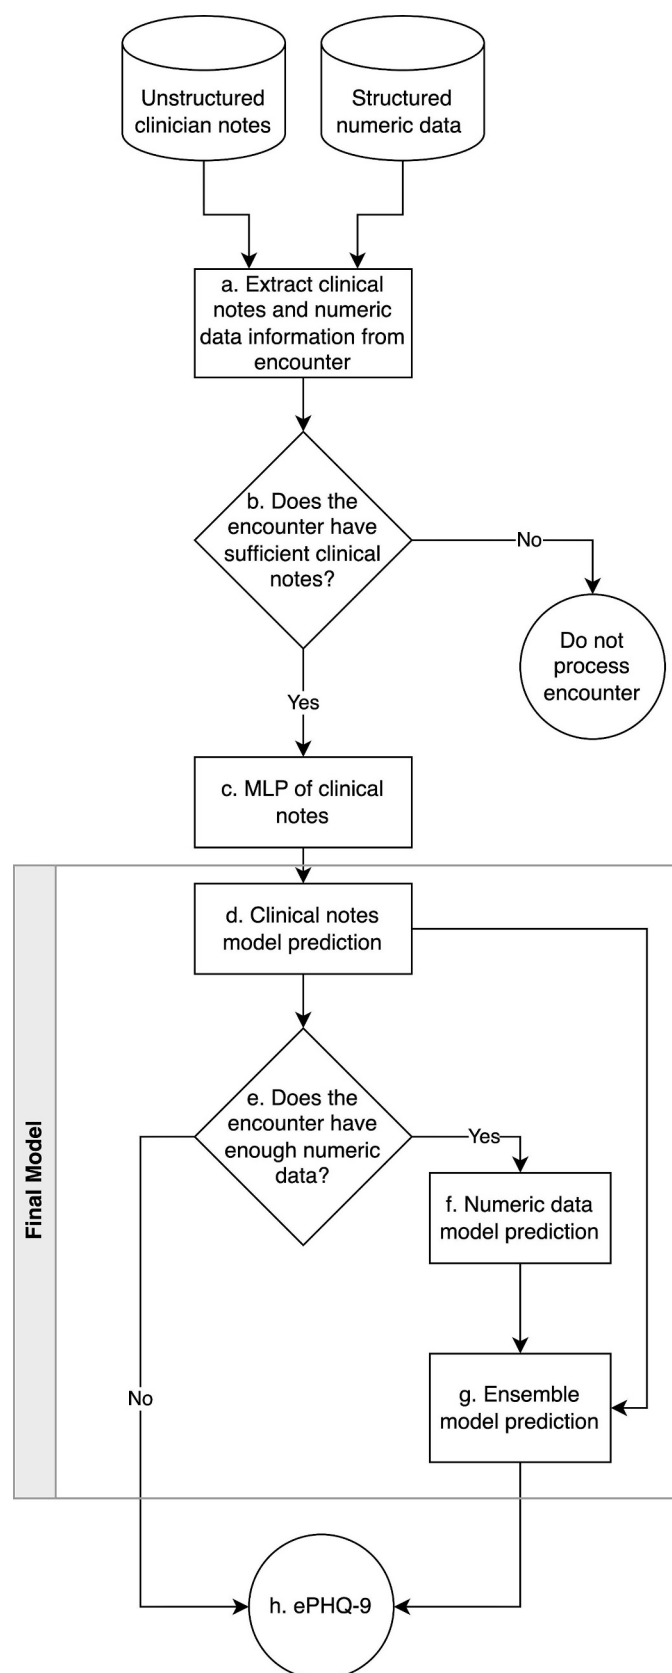 Unstructured
clinician notes
Structured
numeric data
a. Extract clinical
notes and numeric
data information from
encounter
b. Does the
encounter have
sufficient clinical
notes?
No
Do not
process
encounter
Yes
c. MLP of clinical
notes
d. Clinical notes
model prediction
e. Does the
encounter have
enough numeric
data?
Yes
f. Numeric data
model prediction
Final Model
No
g. Ensemble
model prediction
h. ePHQ-9